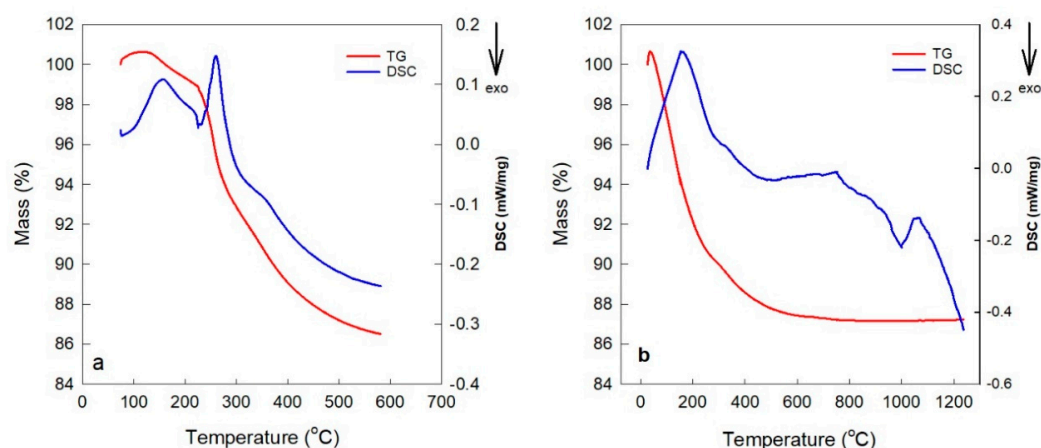 102
100
98
96
94
92
90
88
86
84
Mass (%)
0 100 200 300 400 500 600 700
Temperature (°C)
TG
DSC
0.2
0.1
0.0
-0.1
-0.2
-0.3
-0.4
DSC (mW/mg)
exo
a
102
100
98
96
94
92
90
88
86
84
Mass (%)
0 200 400 600 800 1000 1200
Temperature (°C)
TG
DSC
0.4
0.2
0.0
-0.2
-0.4
-0.6
DSC (mW/mg)
exo
b